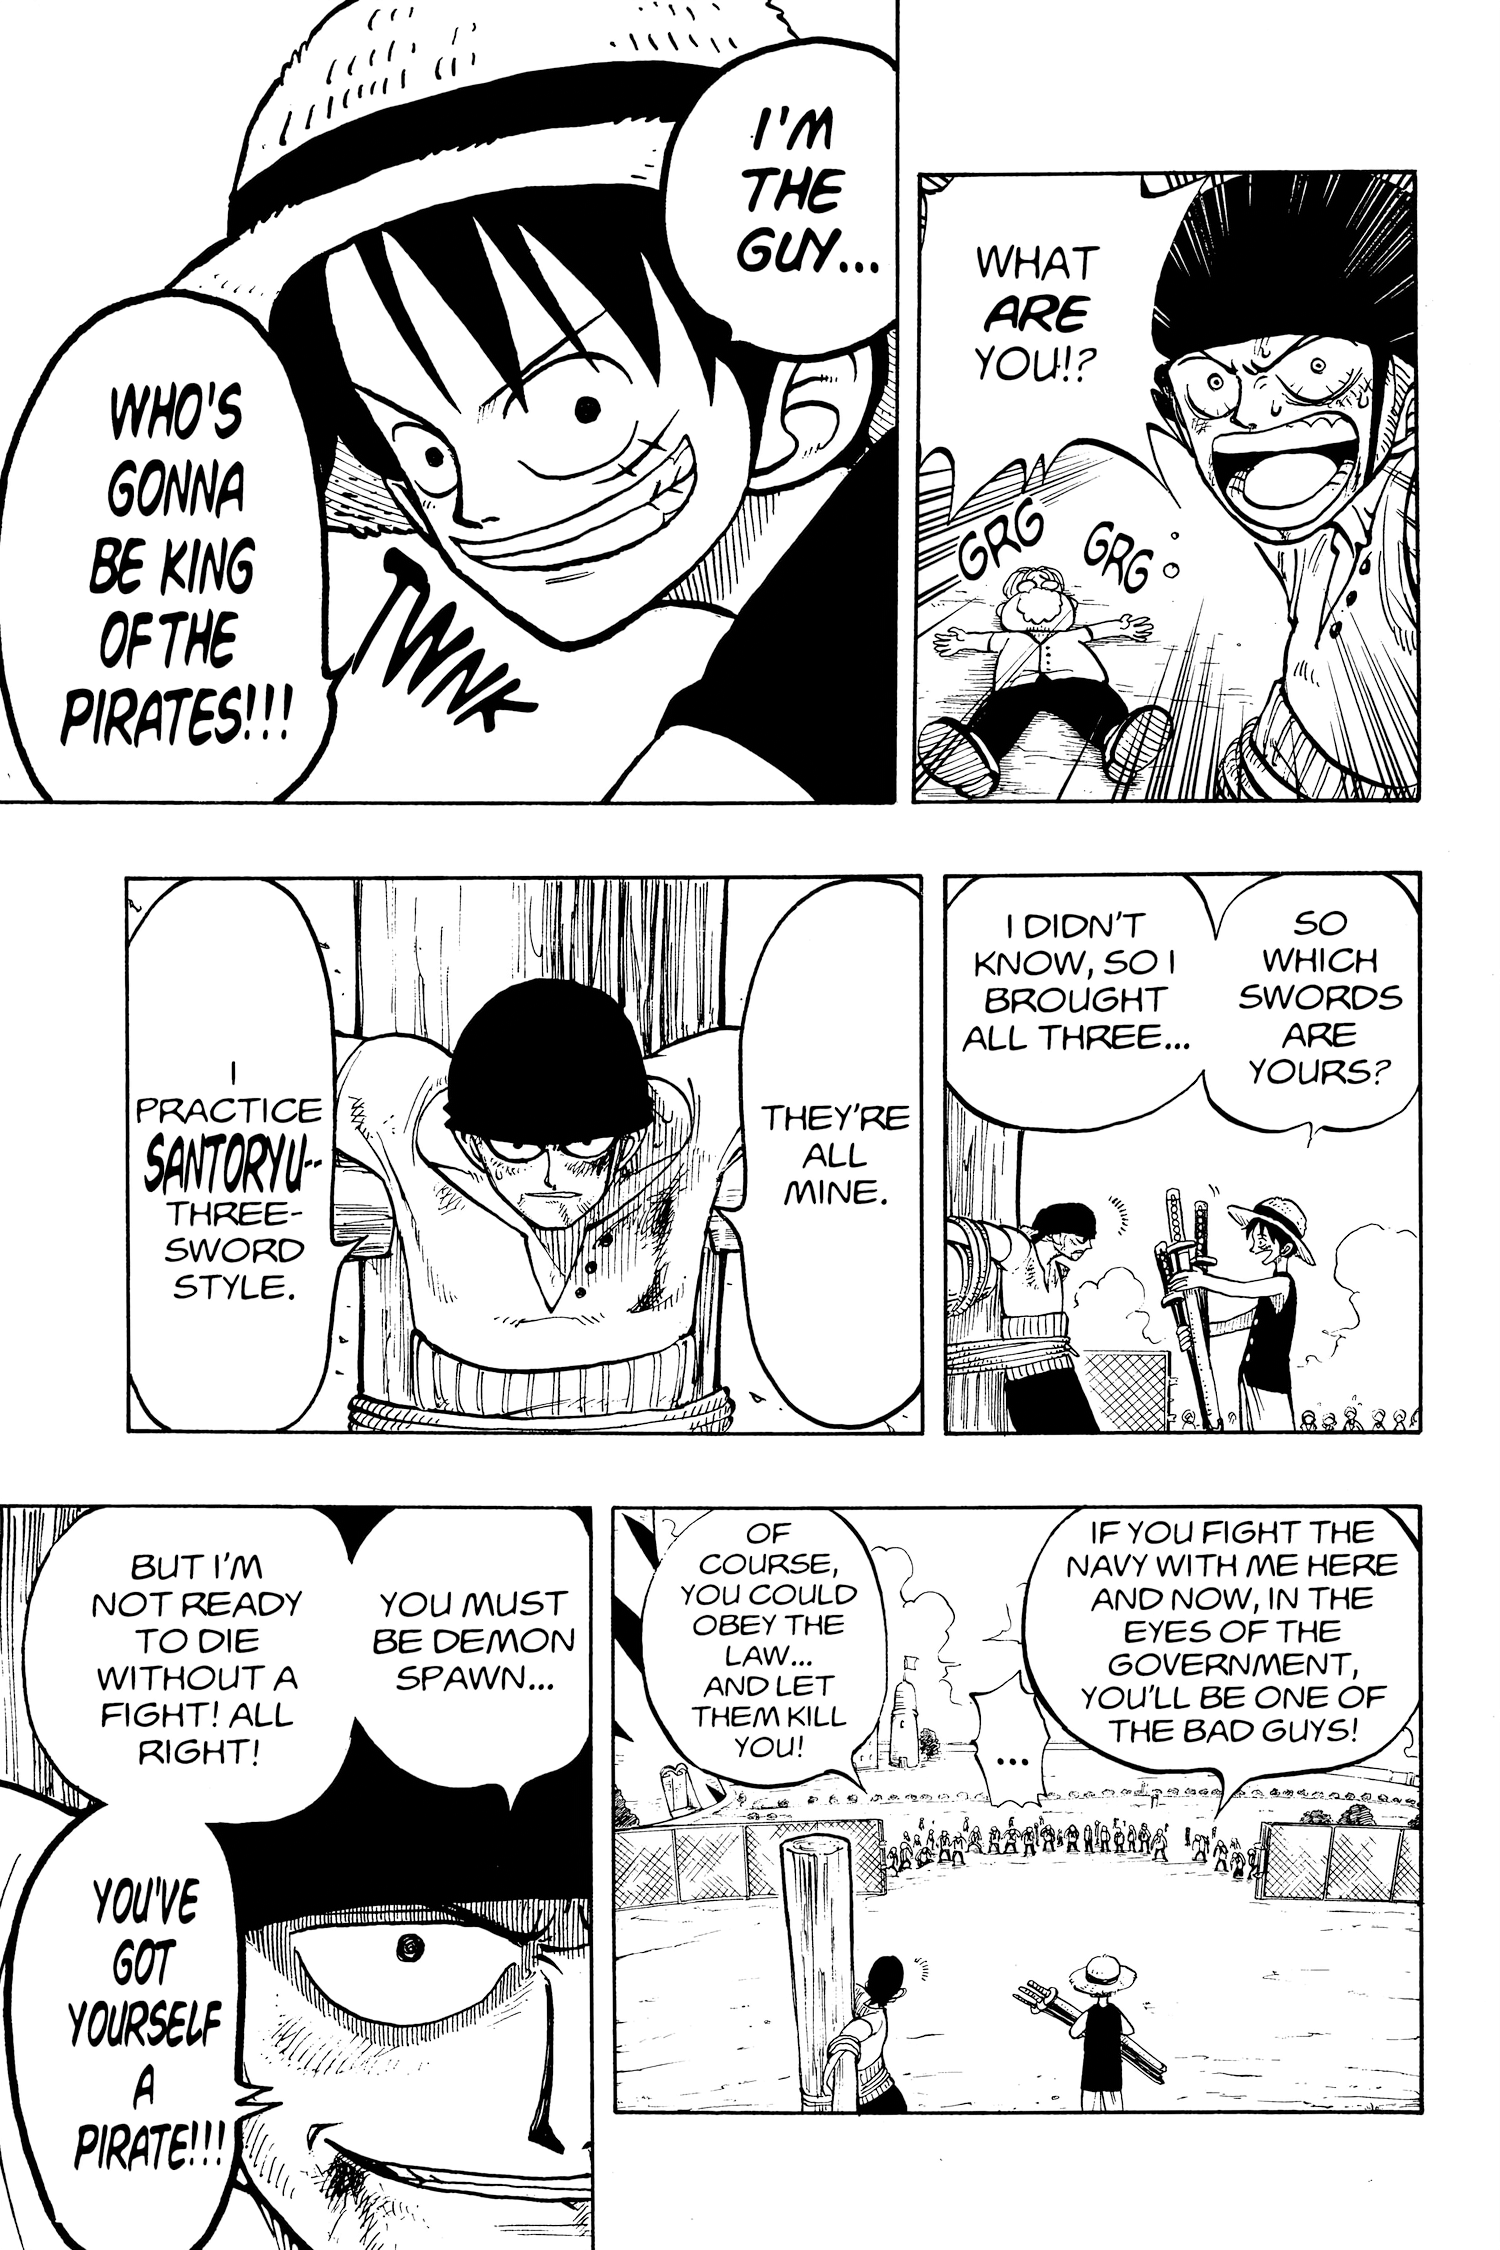 WHAT
ARE
YOU!?
GRG
GRG
I'M
THE
GUY...
WHO'S
GONNA
BE KING
OF THE
PIRATES!!!
TWNK
SO
WHICH
SWORDS
ARE
YOURS?
I DIDN'T
KNOW, SO I
BROUGHT
ALL THREE...
THEY'RE
ALL
MINE.
I
PRACTICE
SANTORYU--
THREE-
SWORD
STYLE.
IF YOU FIGHT THE
NAVY WITH ME HERE
AND NOW, IN THE
EYES OF THE
GOVERNMENT,
YOU'LL BE ONE OF
THE BAD GUYS!
...
OF
COURSE,
YOU COULD
OBEY THE
LAW...
AND LET
THEM KILL
YOU!
YOU MUST
BE DEMON
SPAWN...
BUT I'M
NOT READY
TO DIE
WITHOUT A
FIGHT! ALL
RIGHT!
YOU'VE
GOT
YOURSELF
A
PIRATE!!!